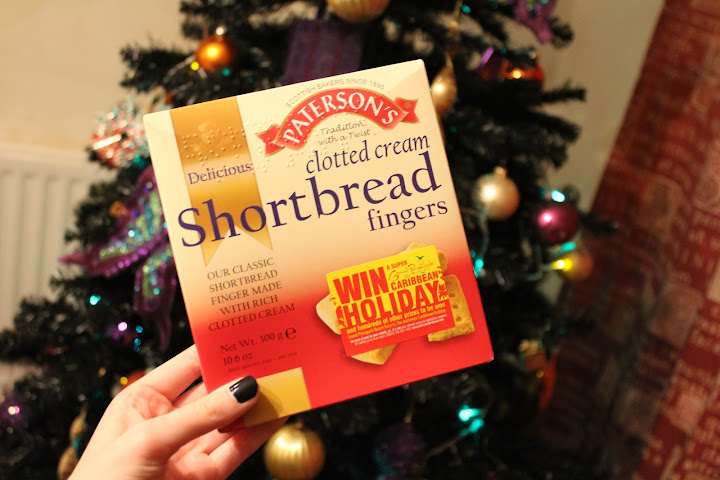 SCOTTISH BAKERS SINCE 1895
PATERSON'S
Tradition
with a Twist
Delicious
clotted cream
Shortbread
fingers
OUR CLASSIC
SHORTBREAD
FINGER MADE
WITH RICH
CLOTTED CREAM
Net Wt. 300 g e
10.6 oz
WIN
A SUPER
CARIBBEAN
HOLIDAY
and hundreds of other prizes to be won